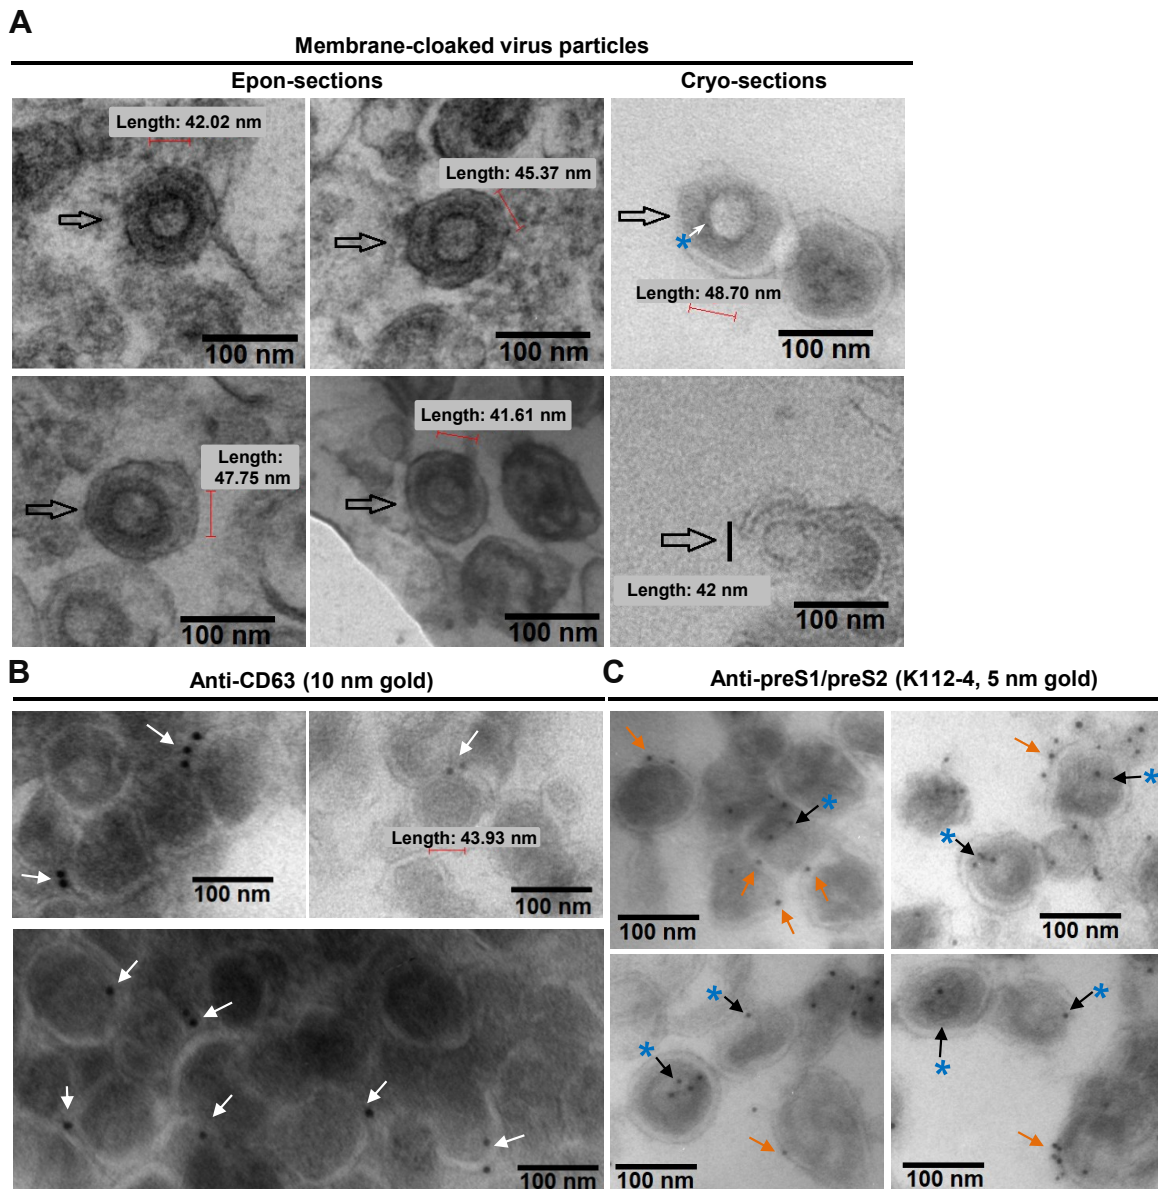 A
Membrane-cloaked virus particles
Epon-sections
Cryo-sections
Length: 42.02 nm
100 nm
Length: 45.37 nm
100 nm
*
Length: 48.70 nm
100 nm
Length:
47.75 nm
100 nm
Length: 41.61 nm
100 nm
Length: 42 nm
100 nm
B
Anti-CD63 (10 nm gold)
100 nm
Length: 43.93 nm
100 nm
100 nm
C
Anti-preS1/preS2 (K112-4, 5 nm gold)
*
100 nm
*
*
100 nm
*
*
100 nm
*
*
100 nm